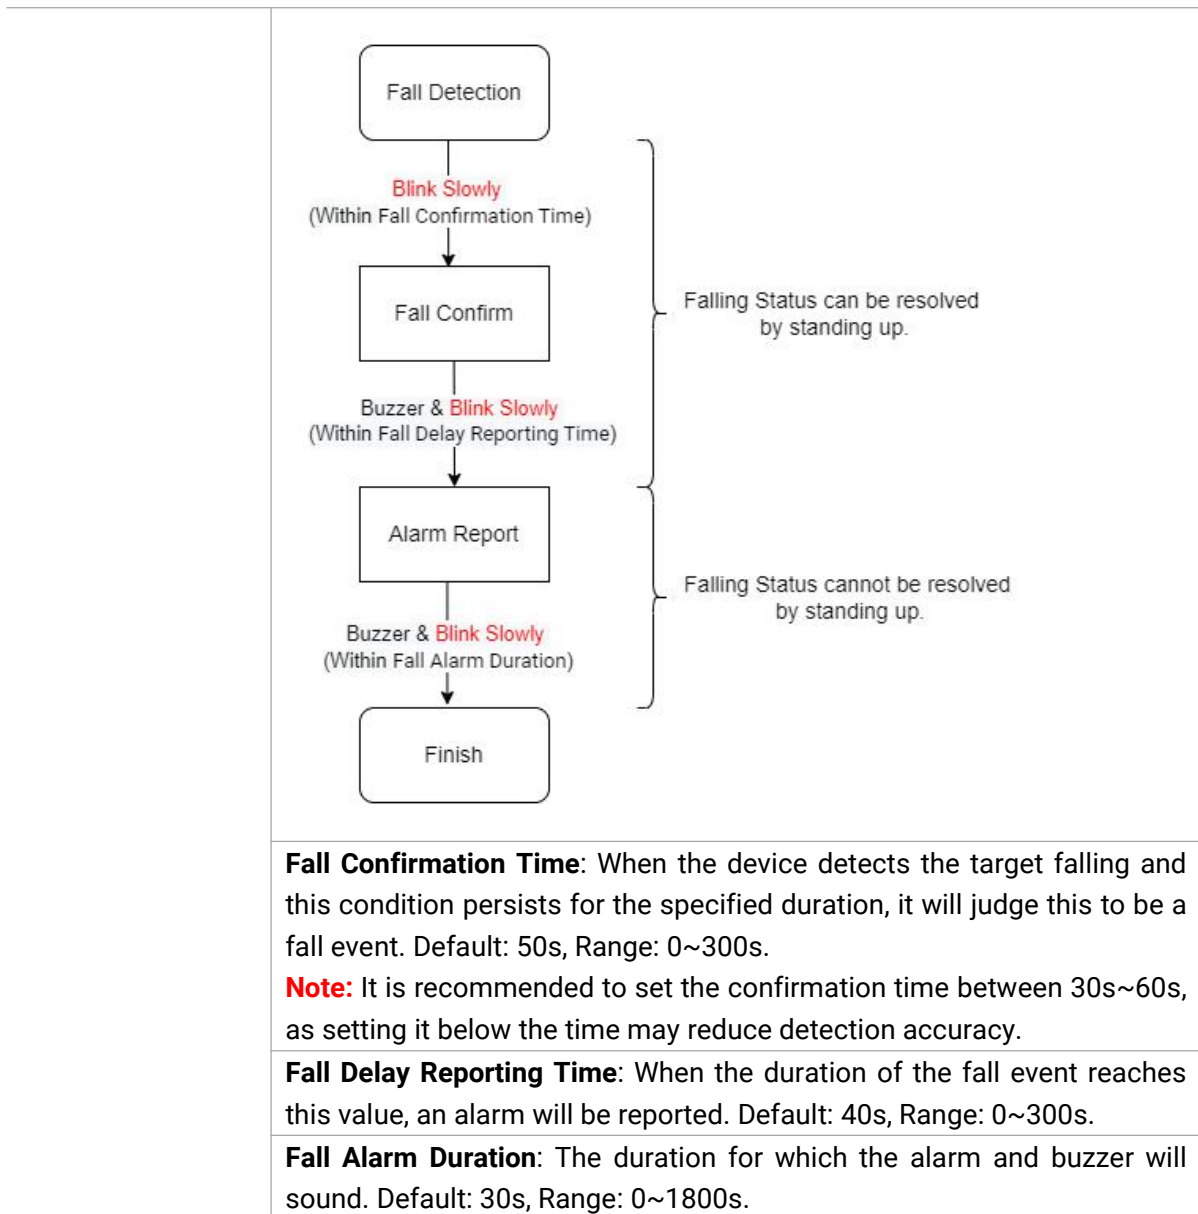 Fall Detection
Blink Slowly
(Within Fall Confirmation Time)
Fall Confirm
Falling Status can be resolved
by standing up.
Buzzer & Blink Slowly
(Within Fall Delay Reporting Time)
Alarm Report
Falling Status cannot be resolved
by standing up.
Buzzer & Blink Slowly
(Within Fall Alarm Duration)
Finish
Fall Confirmation Time: When the device detects the target falling and
this condition persists for the specified duration, it will judge this to be a
fall event. Default: 50s, Range: 0~300s.
Note: It is recommended to set the confirmation time between 30s~60s,
as setting it below the time may reduce detection accuracy.
Fall Delay Reporting Time: When the duration of the fall event reaches
this value, an alarm will be reported. Default: 40s, Range: 0~300s.
Fall Alarm Duration: The duration for which the alarm and buzzer will
sound. Default: 30s, Range: 0~1800s.